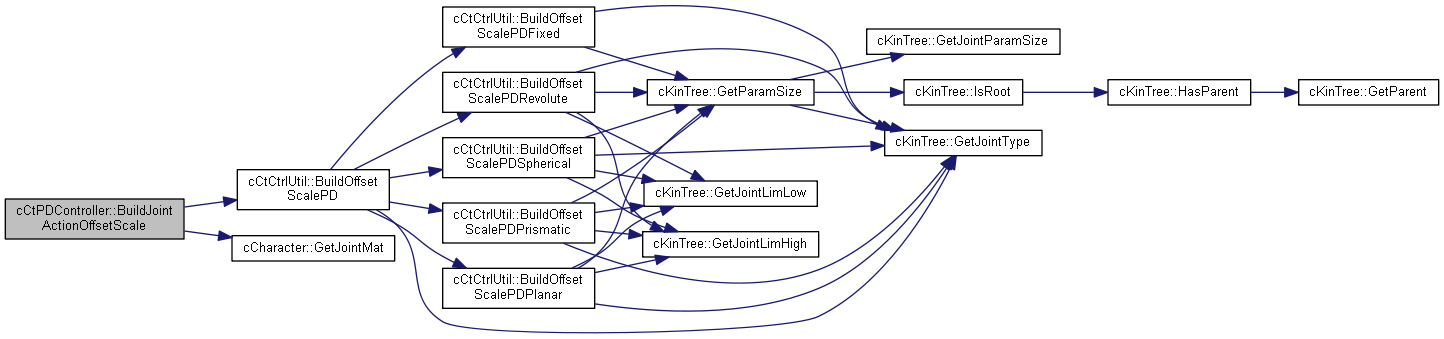 cCtPDController::BuildJoint
ActionOffsetScale
cCtCtrlUtil::BuildOffset
ScalePD
cCharacter::GetJointMat
cCtCtrlUtil::BuildOffset
ScalePDFixed
cCtCtrlUtil::BuildOffset
ScalePDRevolute
cCtCtrlUtil::BuildOffset
ScalePDSpherical
cCtCtrlUtil::BuildOffset
ScalePDPrismatic
cCtCtrlUtil::BuildOffset
ScalePDPlanar
cKinTree::GetParamSize
cKinTree::GetJointLimLow
cKinTree::GetJointLimHigh
cKinTree::GetJointParamSize
cKinTree::IsRoot
cKinTree::GetJointType
cKinTree::HasParent
cKinTree::GetParent